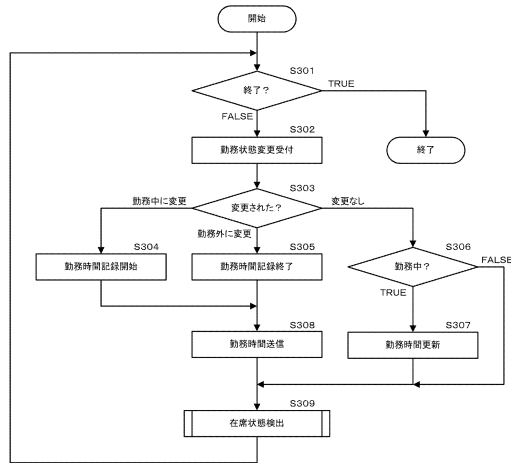 開始
S301
終了？
TRUE
FALSE
S302
勤務状態変更受付
終了
S303
勤務中に変更
変更された？
変更なし
勤務外に変更
S304
勤務時間記録開始
S305
勤務時間記録終了
S306
勤務中？
FALSE
TRUE
S308
勤務時間送信
S307
勤務時間更新
S309
在席状態検出